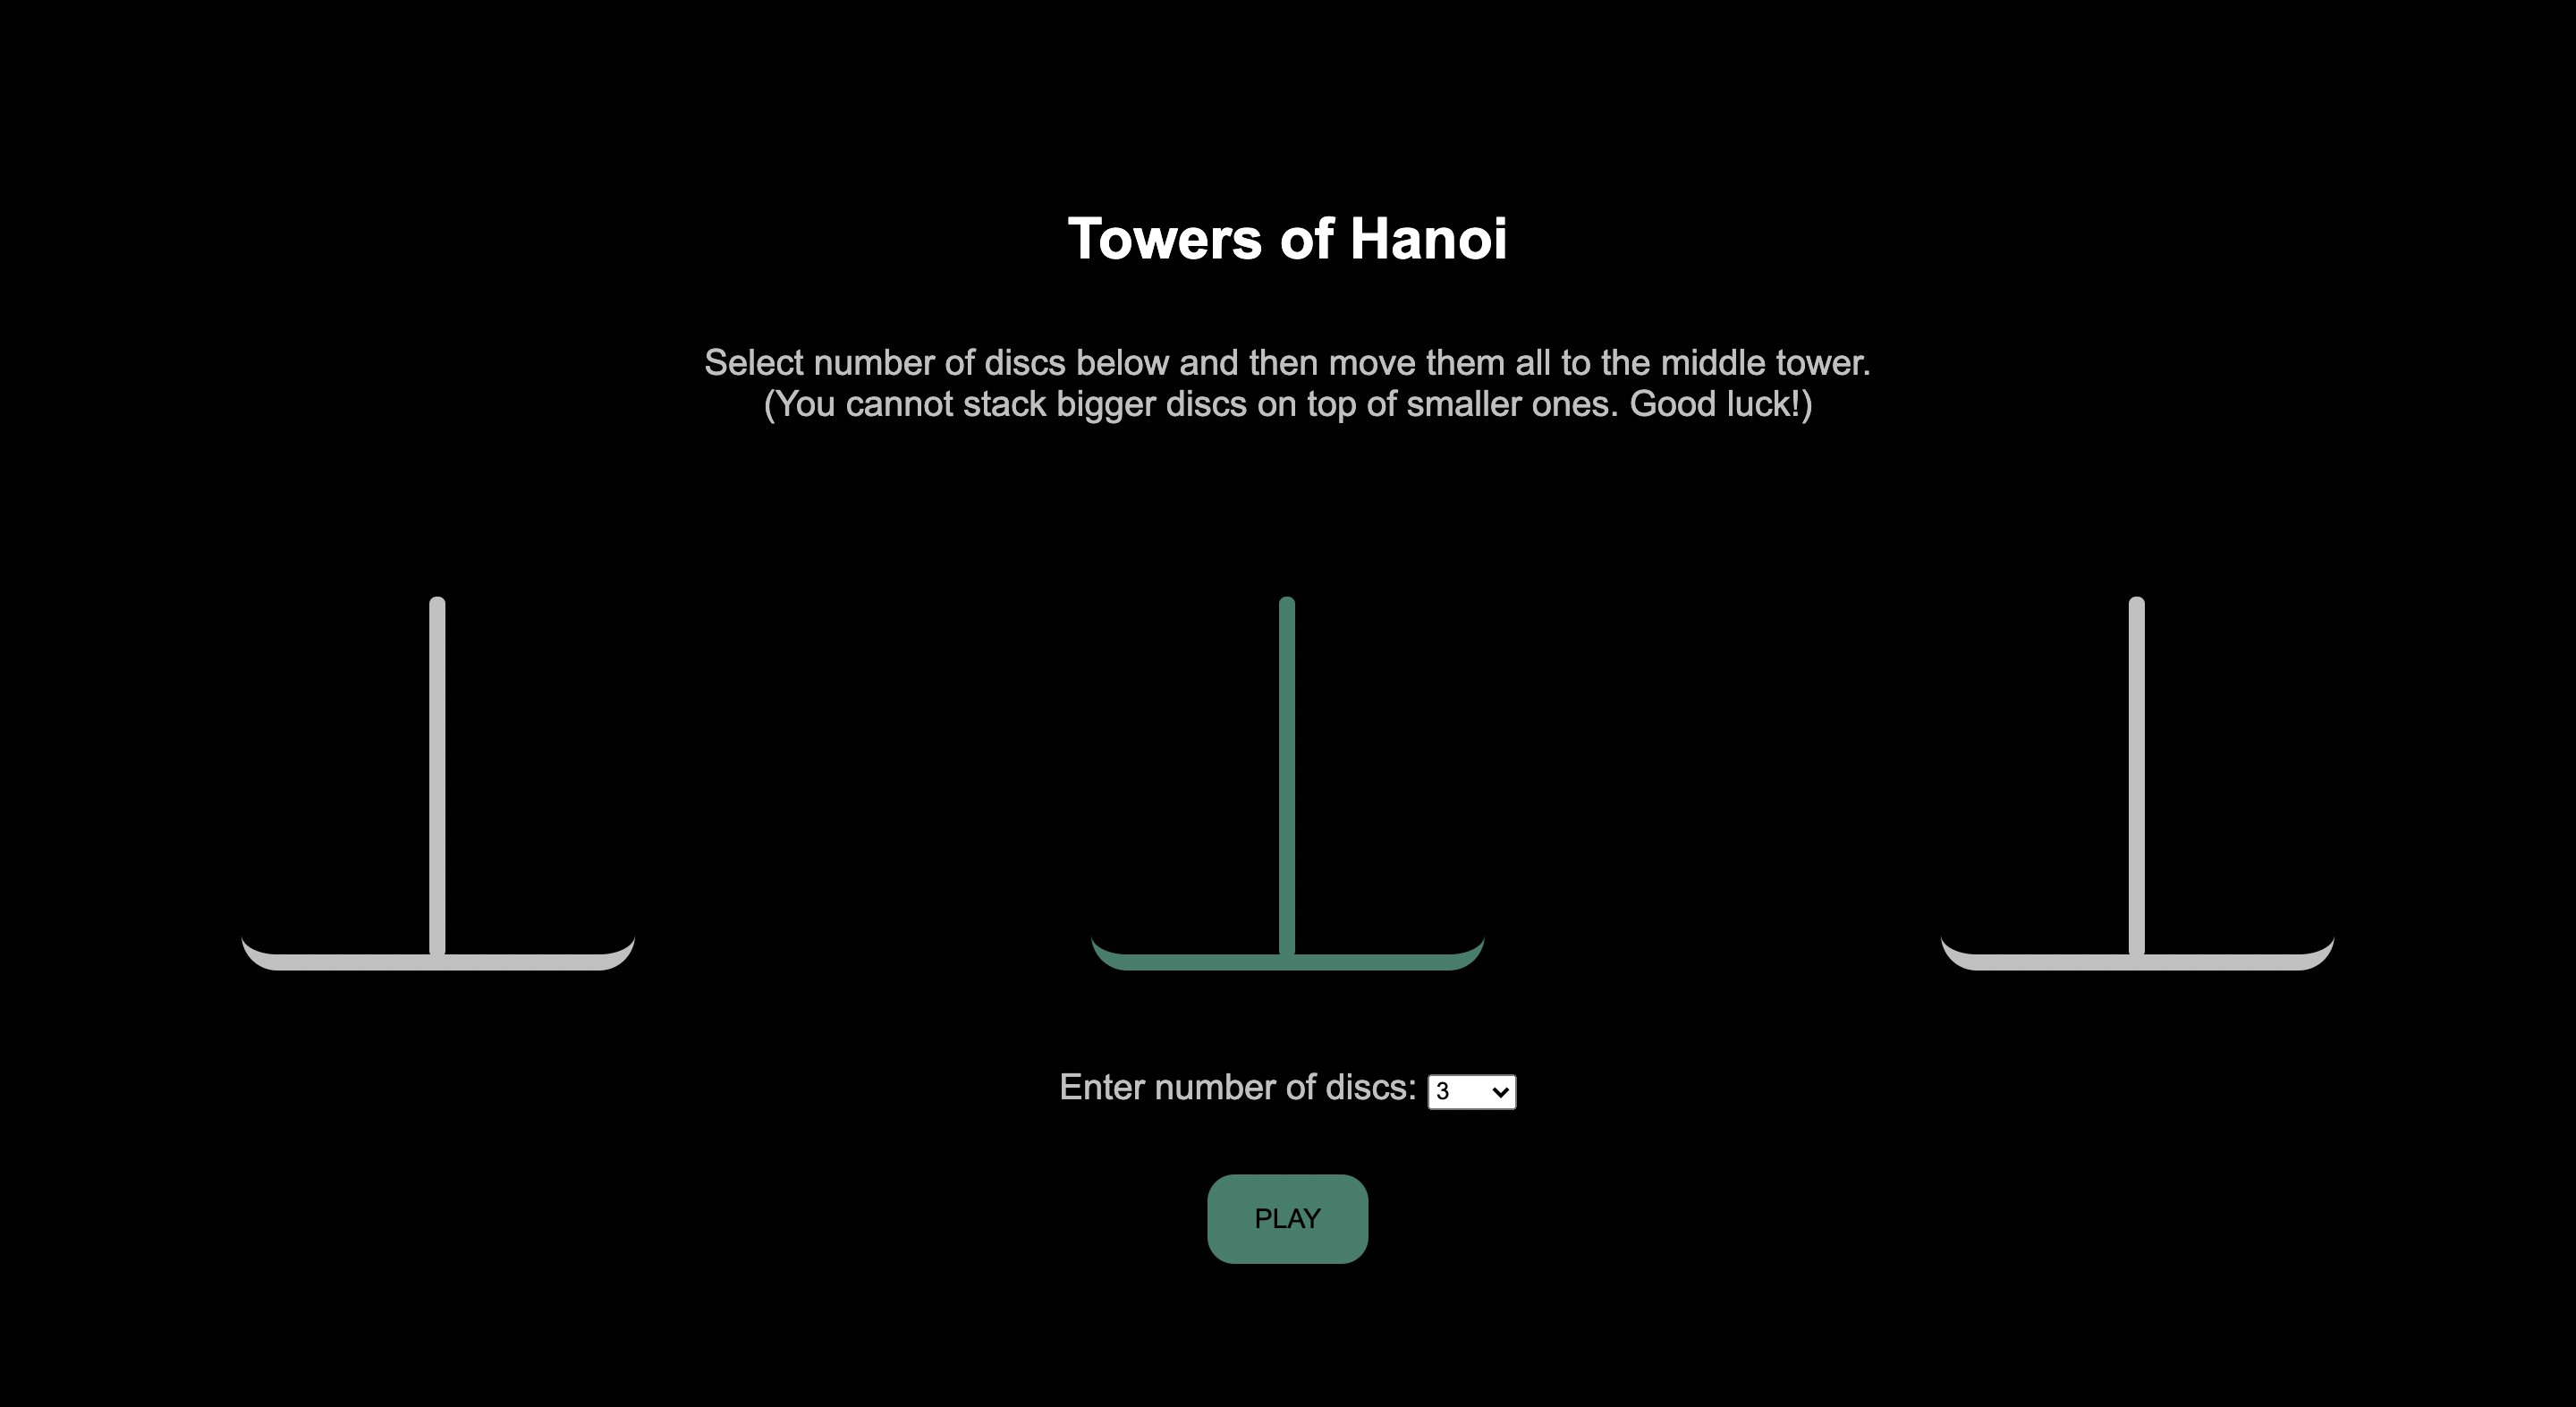 Towers of Hanoi
Select number of discs below and then move them all to the middle tower.
(You cannot stack bigger discs on top of smaller ones. Good luck!)
Enter number of discs: 3
PLAY